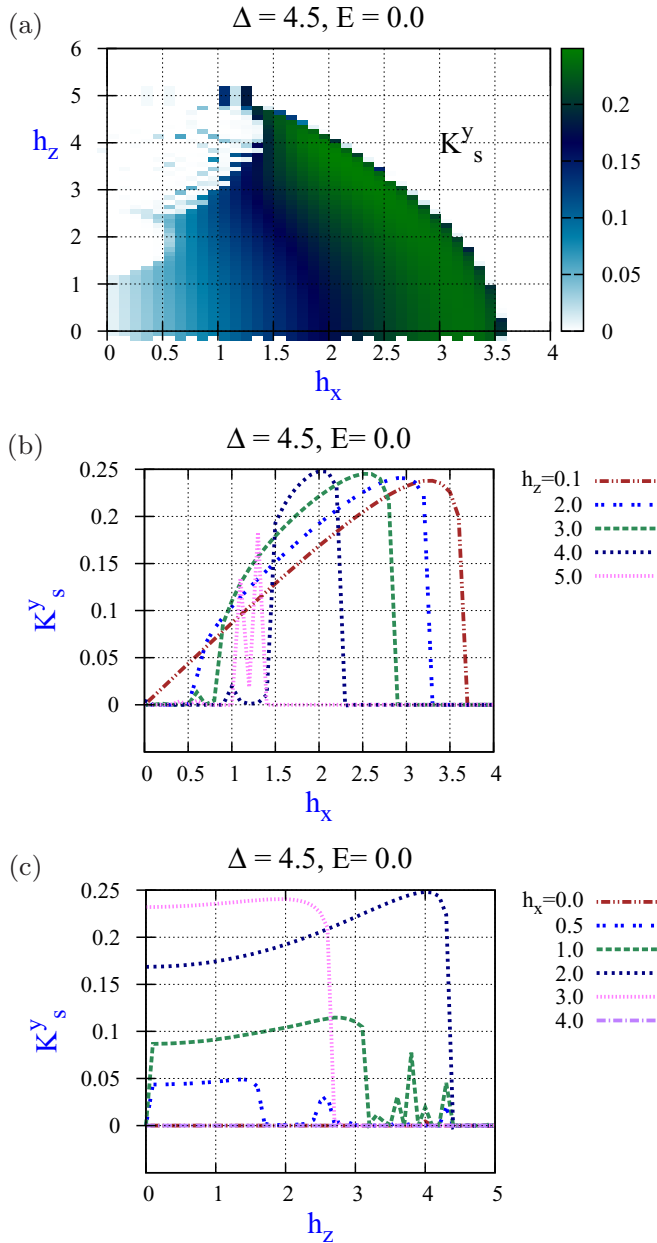 (a)
Δ = 4.5, E = 0.0
6
5
4
3
2
1
0
h_z
K^y_s
0.2
0.15
0.1
0.05
0
0 0.5 1 1.5 2 2.5 3 3.5 4
h_x
(b)
Δ = 4.5, E= 0.0
0.25
0.2
0.15
0.1
0.05
0
K^y_s
h_z=0.1
2.0
3.0
4.0
5.0
0 0.5 1 1.5 2 2.5 3 3.5 4
h_x
(c)
Δ = 4.5, E= 0.0
0.25
0.2
0.15
0.1
0.05
0
K^y_s
h_x=0.0
0.5
1.0
2.0
3.0
4.0
0 1 2 3 4 5
h_z